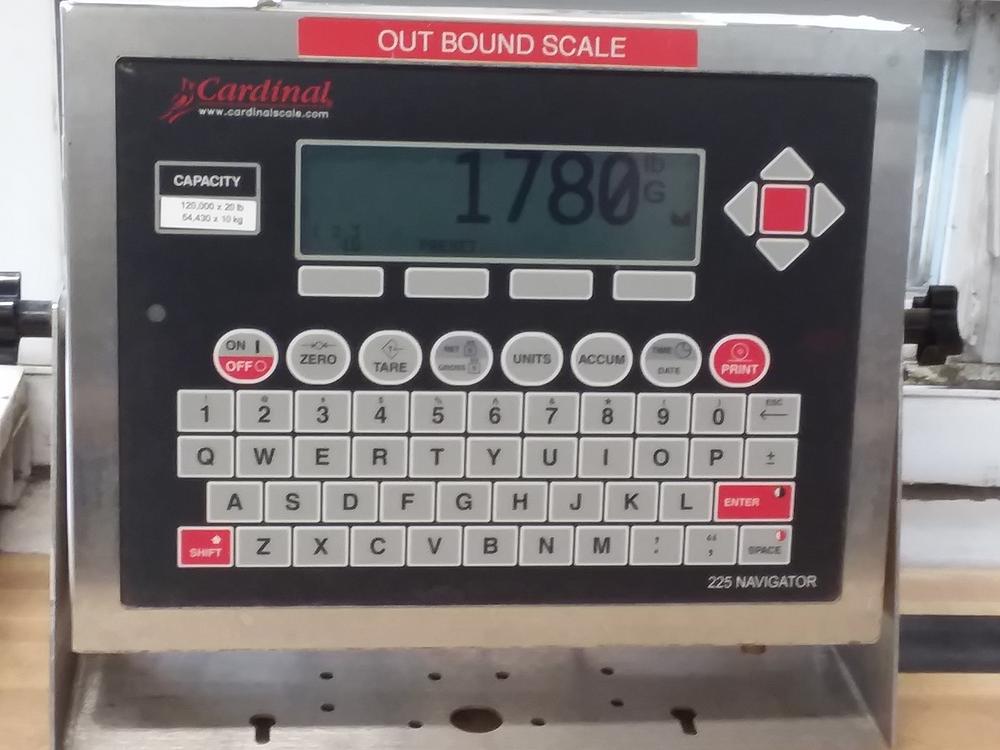 OUT BOUND SCALE
Cardinal
www.cardinalscale.com
CAPACITY
120,000 x 20 lb
54,430 x 10 kg
1780 lb
G
PRESET
ON OFF
ZERO
TARE
NET GROSS
UNITS
ACCUM
TIME DATE
PRINT
1 2 3 4 5 6 7 8 9 0 ESC
Q W E R T Y U I O P ±
A S D F G H J K L ENTER
SHIFT Z X C V B N M SPACE
225 NAVIGATOR